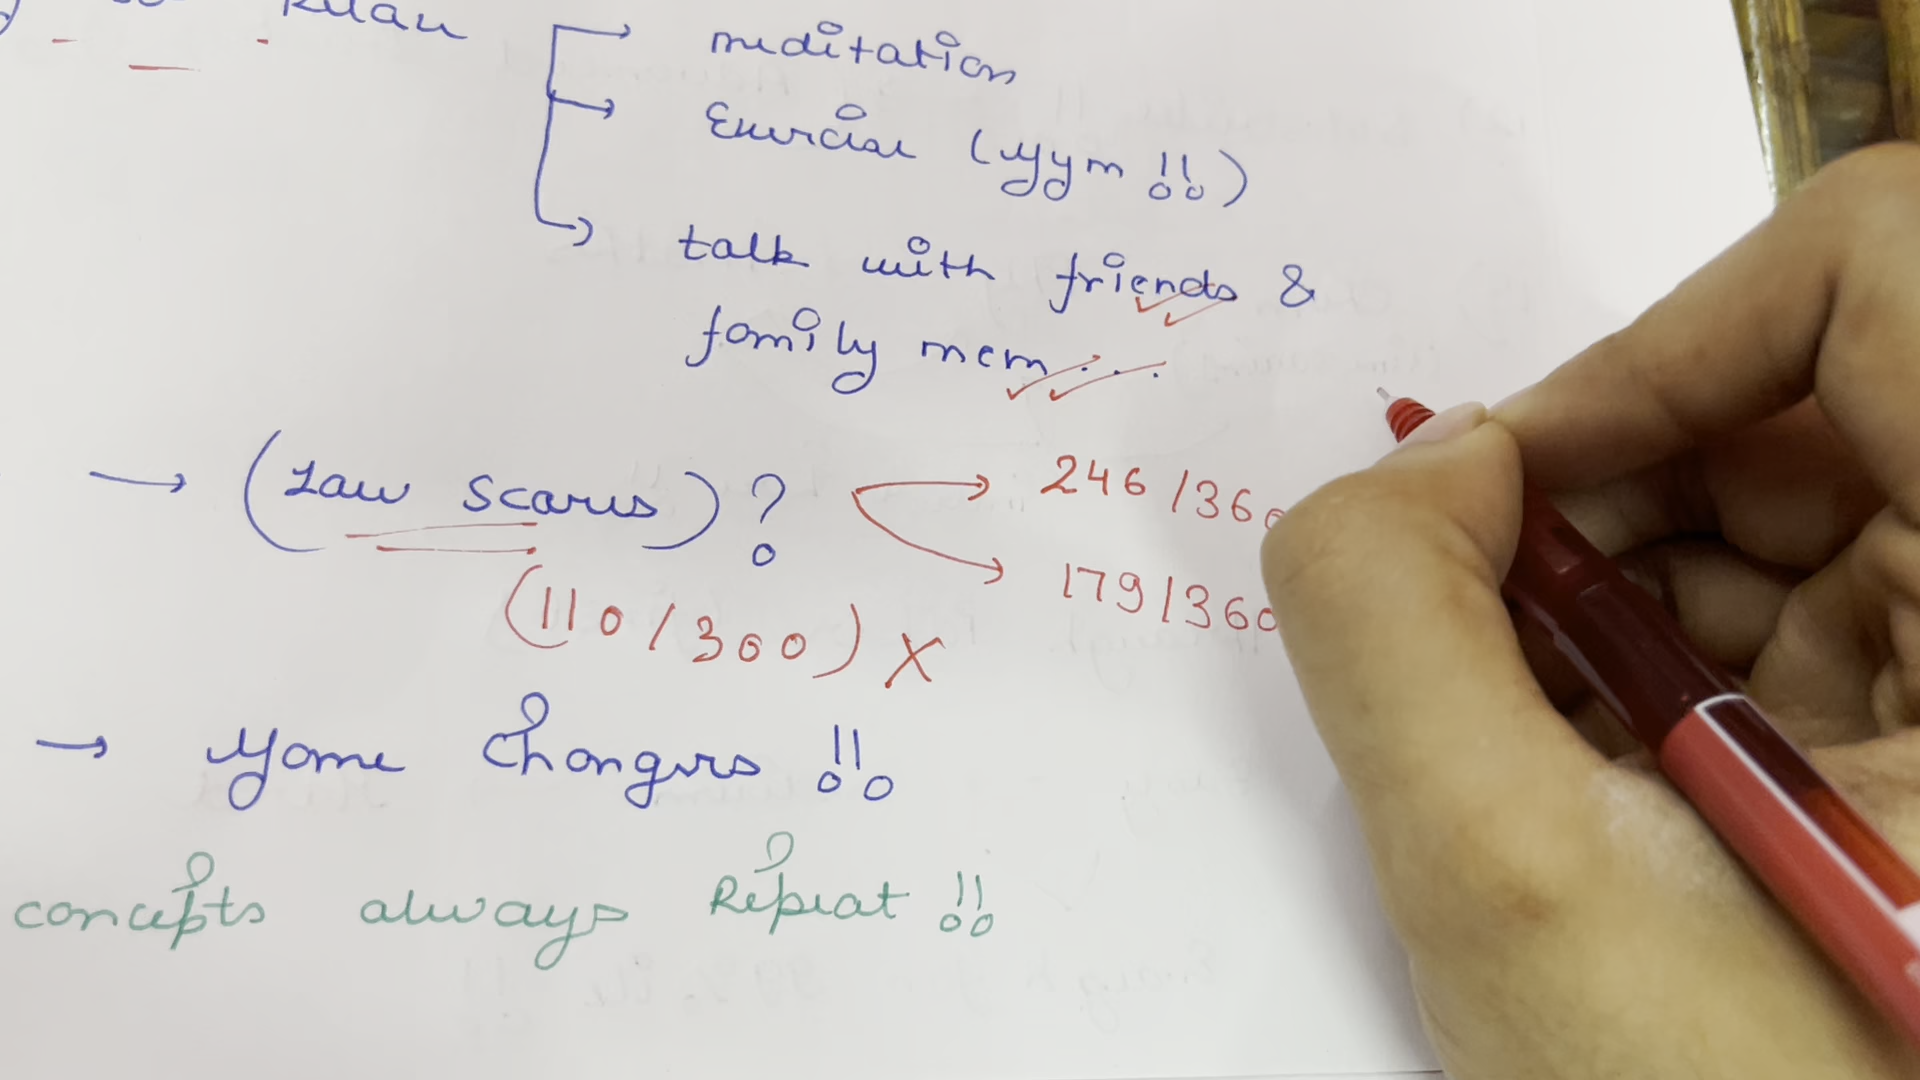 Relax
meditation
Exercise (Gym !!)
talk with friends &
family mem...
→ (Low scores)? → 246/360
→ 179/360
(110/300) X
→ Game Changers !!
concepts always Repeat !!